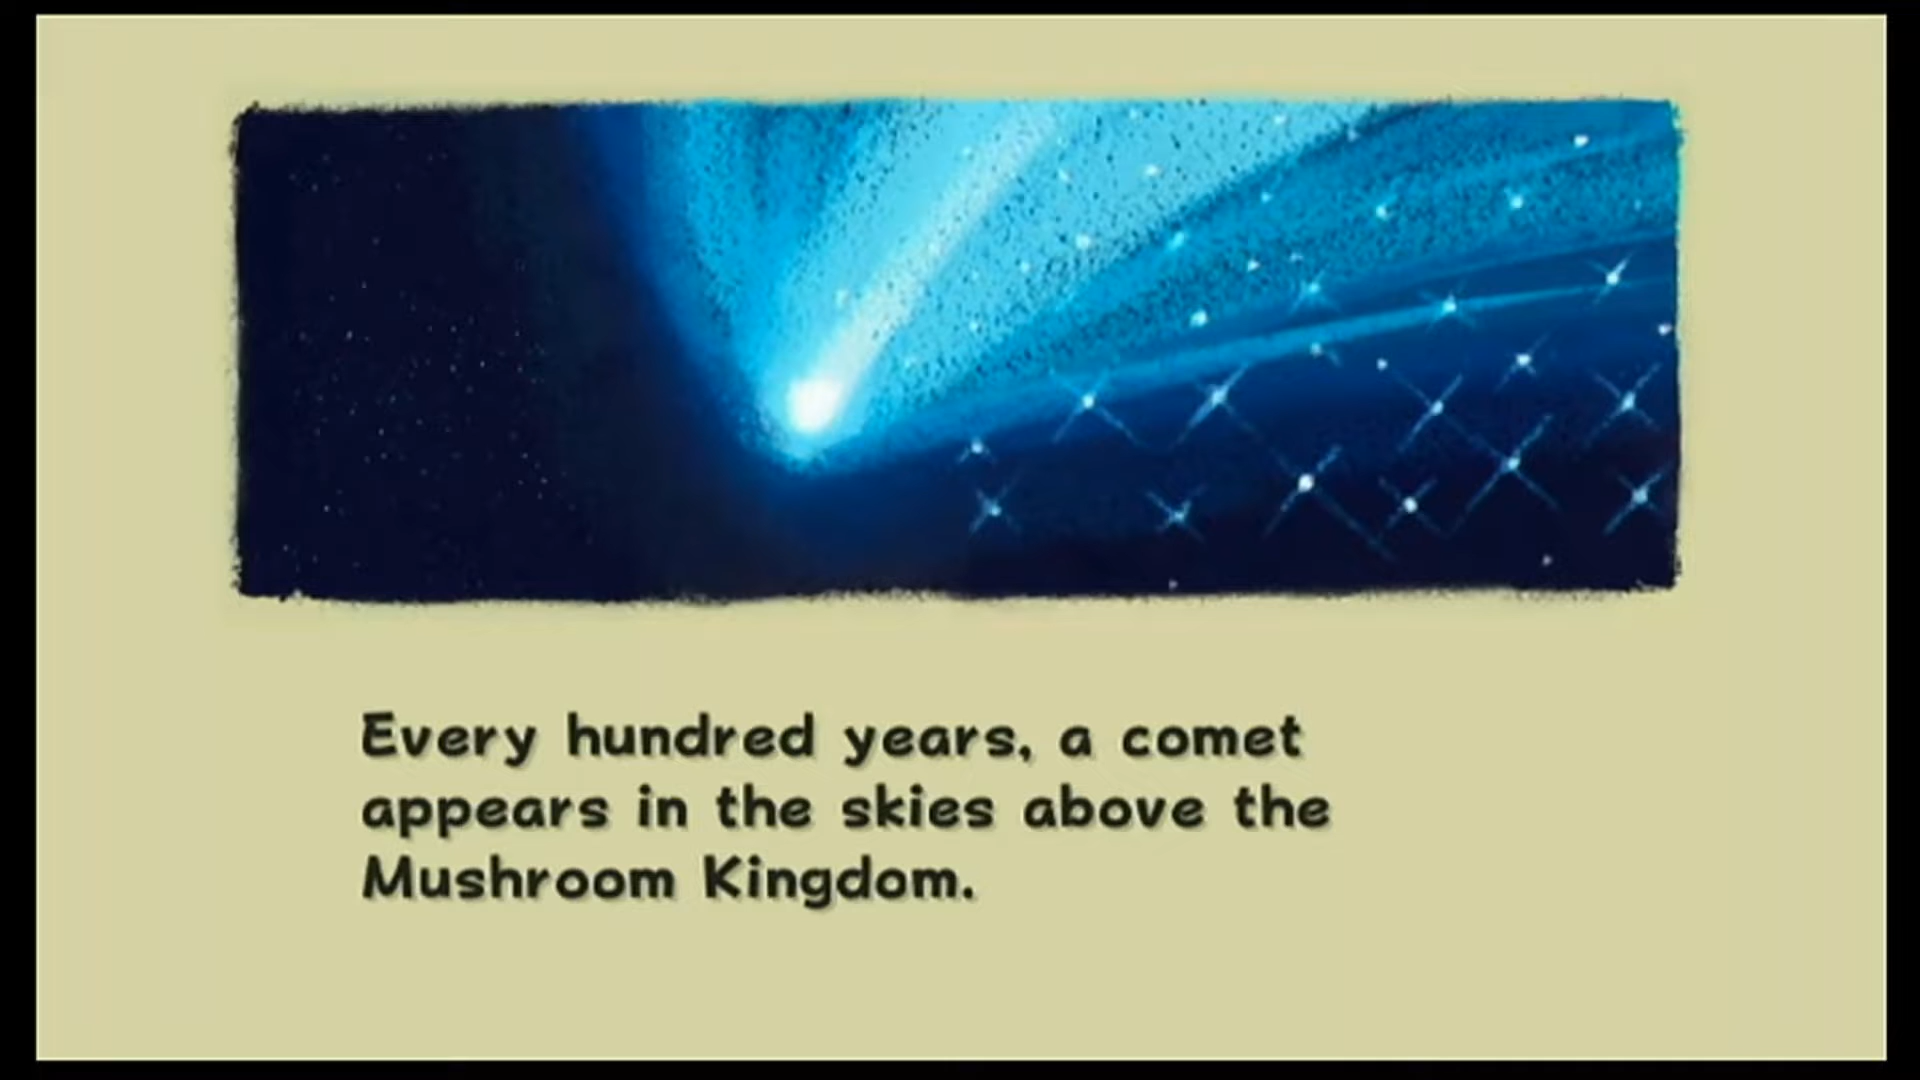 Every hundred years, a comet
appears in the skies above the
Mushroom Kingdom.